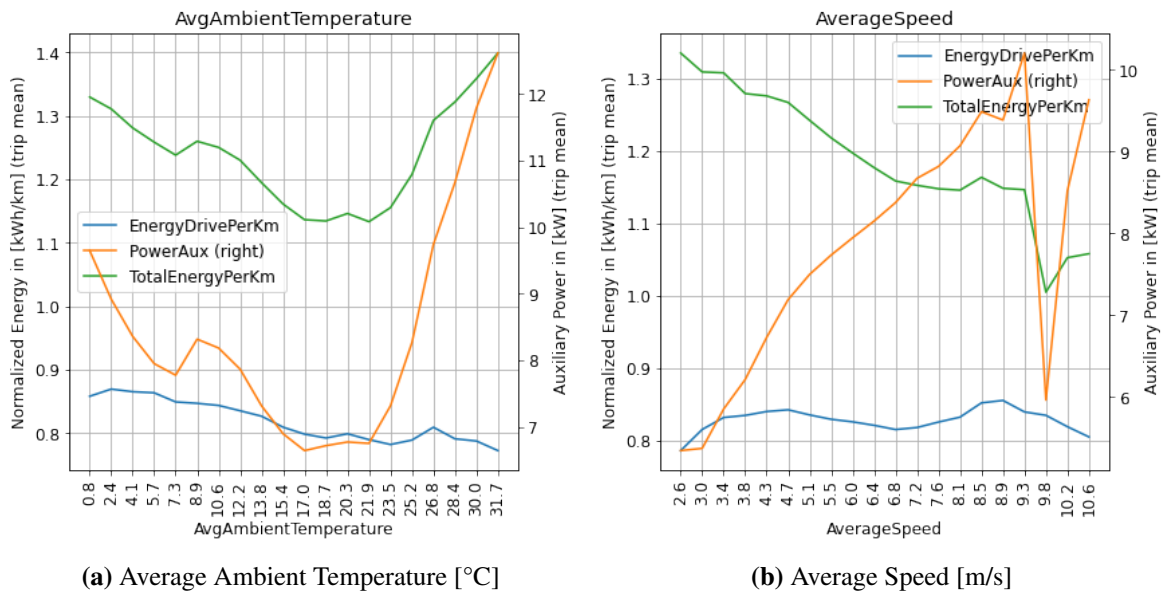 AvgAmbientTemperature
Normalized Energy in [kWh/km] (trip mean)
1.4
1.3
1.2
1.1
1.0
0.9
0.8
EnergyDrivePerKm
PowerAux (right)
TotalEnergyPerKm
12
11
10
9
8
7
Auxiliary Power in [kW] (trip mean)
0.8 2.4 4.1 5.7 7.3 8.9 10.6 12.2 13.8 15.4 17.0 18.7 20.3 21.9 23.5 25.2 26.8 28.4 30.0 31.7
AvgAmbientTemperature
(a) Average Ambient Temperature [°C]
AverageSpeed
Normalized Energy in [kWh/km] (trip mean)
1.3
1.2
1.1
1.0
0.9
0.8
EnergyDrivePerKm
PowerAux (right)
TotalEnergyPerKm
10
9
8
7
6
Auxiliary Power in [kW] (trip mean)
2.6 3.0 3.4 3.8 4.3 4.7 5.1 5.5 6.0 6.4 6.8 7.2 7.6 8.1 8.5 8.9 9.3 9.8 10.2 10.6
AverageSpeed
(b) Average Speed [m/s]